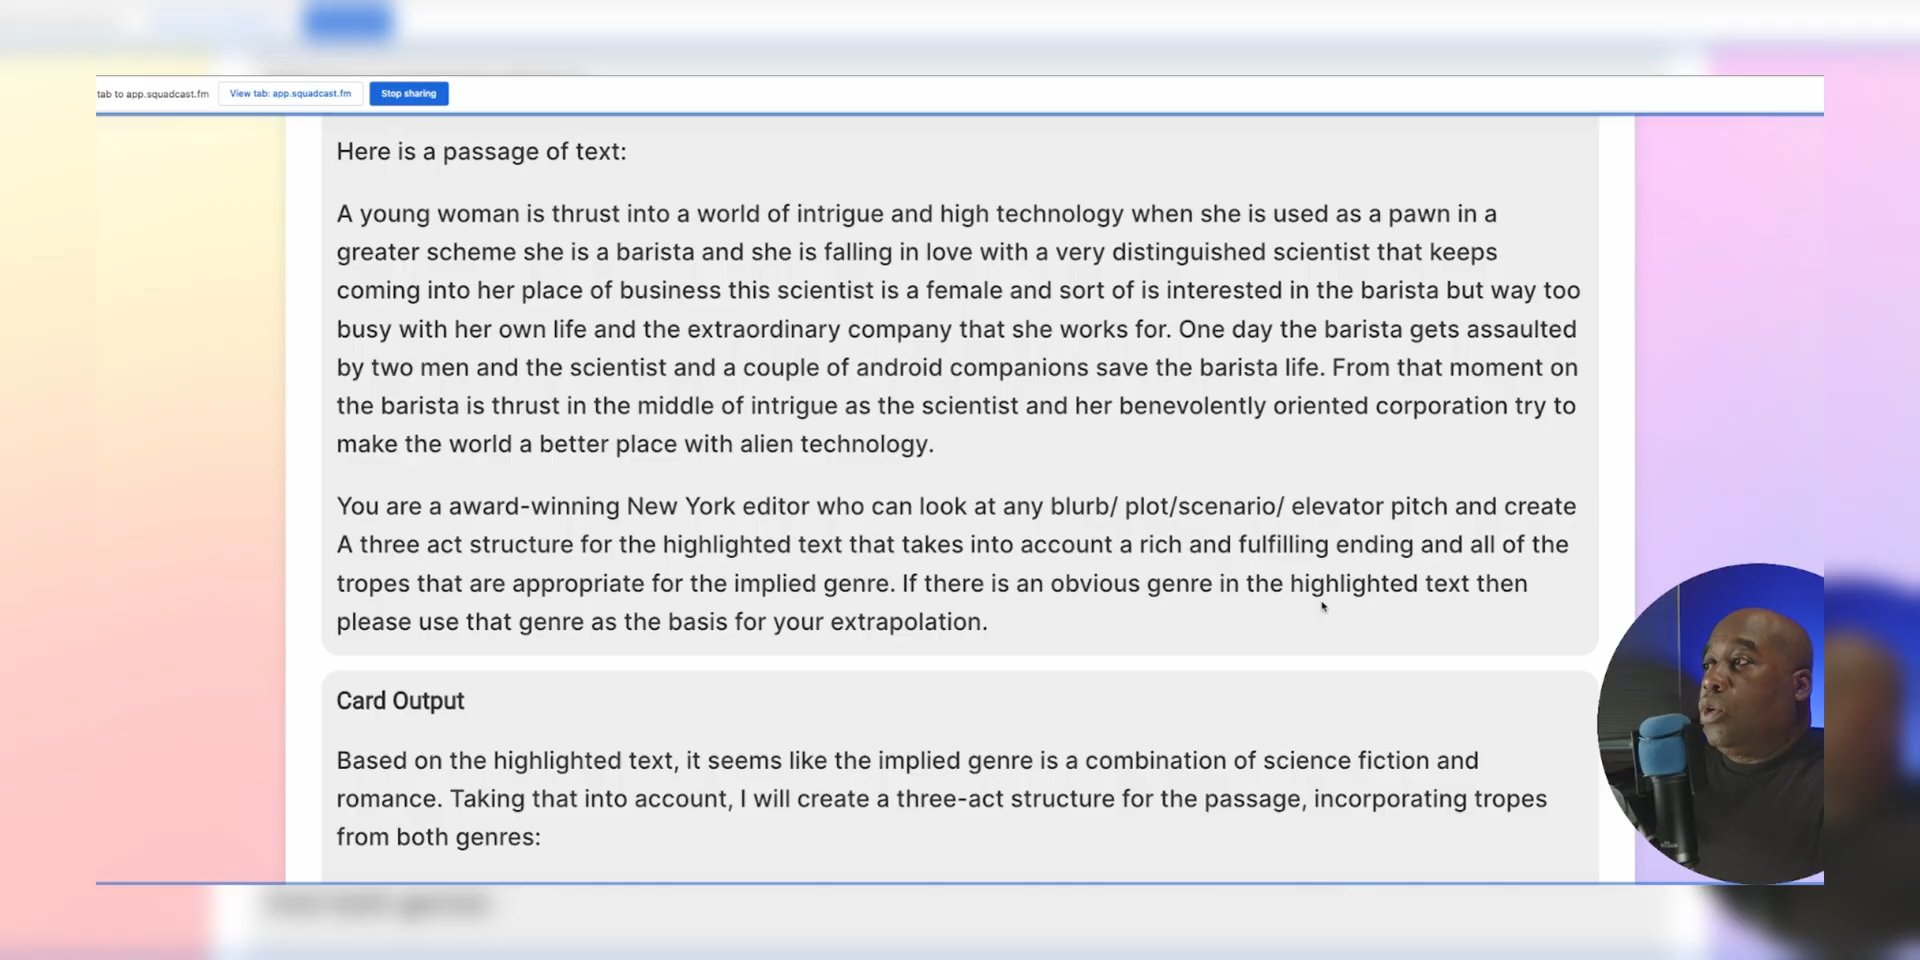 tab to app.squadcast.fm View tab: app.squadcast.fm Stop sharing
Here is a passage of text:
A young woman is thrust into a world of intrigue and high technology when she is used as a pawn in a
greater scheme she is a barista and she is falling in love with a very distinguished scientist that keeps
coming into her place of business this scientist is a female and sort of is interested in the barista but way too
busy with her own life and the extraordinary company that she works for. One day the barista gets assaulted
by two men and the scientist and a couple of android companions save the barista life. From that moment on
the barista is thrust in the middle of intrigue as the scientist and her benevolently oriented corporation try to
make the world a better place with alien technology.
You are a award-winning New York editor who can look at any blurb/ plot/scenario/ elevator pitch and create
A three act structure for the highlighted text that takes into account a rich and fulfilling ending and all of the
tropes that are appropriate for the implied genre. If there is an obvious genre in the highlighted text then
please use that genre as the basis for your extrapolation.
Card Output
Based on the highlighted text, it seems like the implied genre is a combination of science fiction and
romance. Taking that into account, I will create a three-act structure for the passage, incorporating tropes
from both genres: